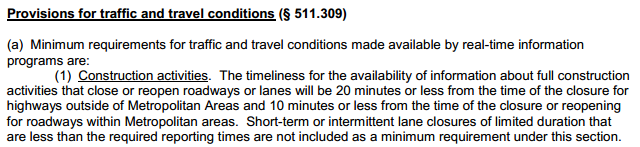 Provisions for traffic and travel conditions (§ 511.309)
(a) Minimum requirements for traffic and travel conditions made available by real-time information
programs are:
(1) Construction activities. The timeliness for the availability of information about full construction
activities that close or reopen roadways or lanes will be 20 minutes or less from the time of the closure for
highways outside of Metropolitan Areas and 10 minutes or less from the time of the closure or reopening
for roadways within Metropolitan areas. Short-term or intermittent lane closures of limited duration that
are less than the required reporting times are not included as a minimum requirement under this section.